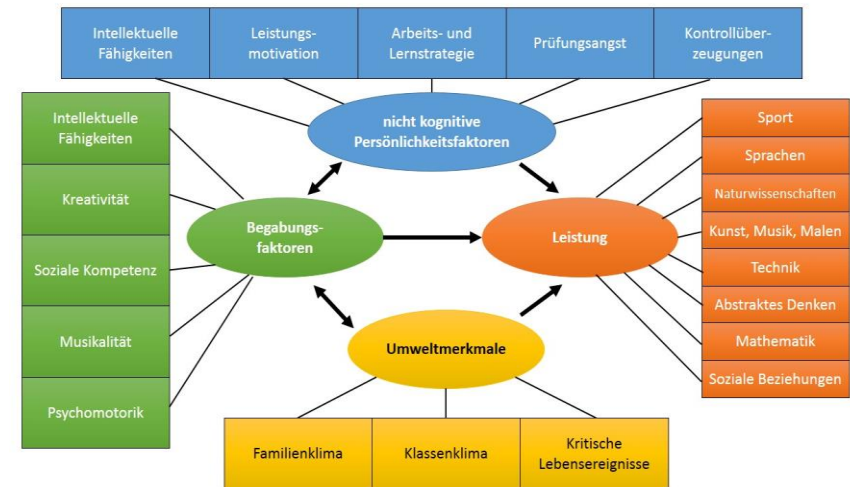 Intellektuelle
Fähigkeiten
Leistungs-
motivation
Arbeits- und
Lernstrategie
Prüfungsangst
Kontrollüber-
zeugungen
nicht kognitive
Persönlichkeitsfaktoren
Intellektuelle
Fähigkeiten
Kreativität
Soziale Kompetenz
Musikalität
Psychomotorik
Begabungs-
faktoren
Leistung
Sport
Sprachen
Naturwissenschaften
Kunst, Musik, Malen
Technik
Abstraktes Denken
Mathematik
Soziale Beziehungen
Umweltmerkmale
Familienklima
Klassenklima
Kritische
Lebensereignisse